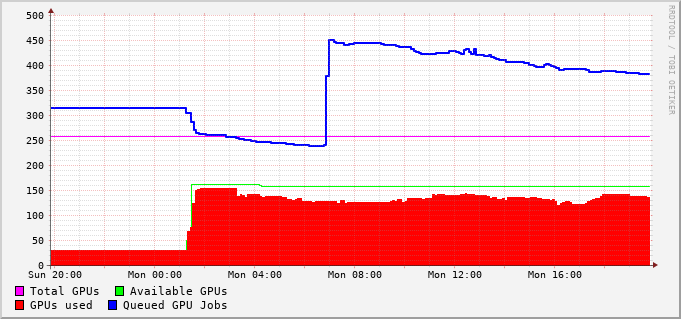 500
450
400
350
300
250
200
150
100
50
0
Sun 20:00 Mon 00:00 Mon 04:00 Mon 08:00 Mon 12:00 Mon 16:00
Total GPUs Available GPUs
GPUs used Queued GPU Jobs
RRDTOOL / TOBI OETIKER